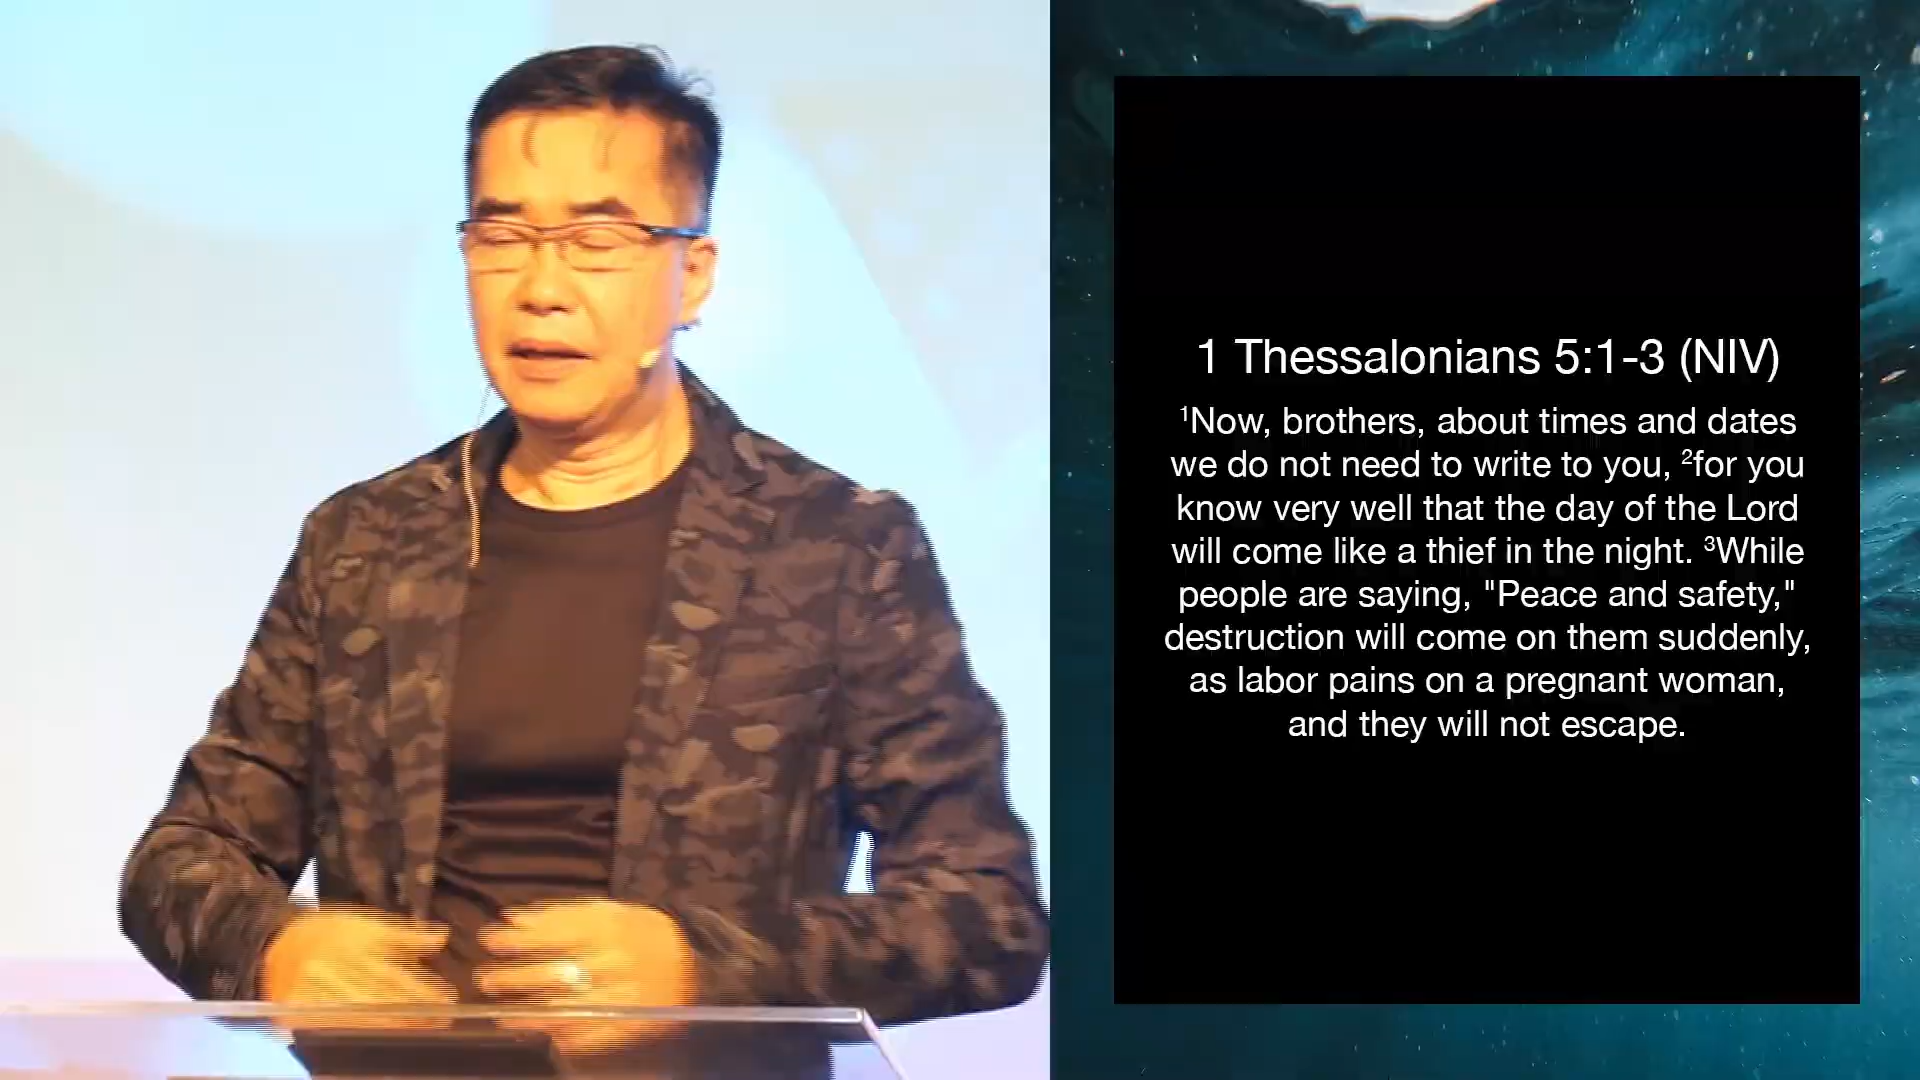 1 Thessalonians 5:1-3 (NIV)
¹Now, brothers, about times and dates
we do not need to write to you, ²for you
know very well that the day of the Lord
will come like a thief in the night. ³While
people are saying, "Peace and safety,"
destruction will come on them suddenly,
as labor pains on a pregnant woman,
and they will not escape.